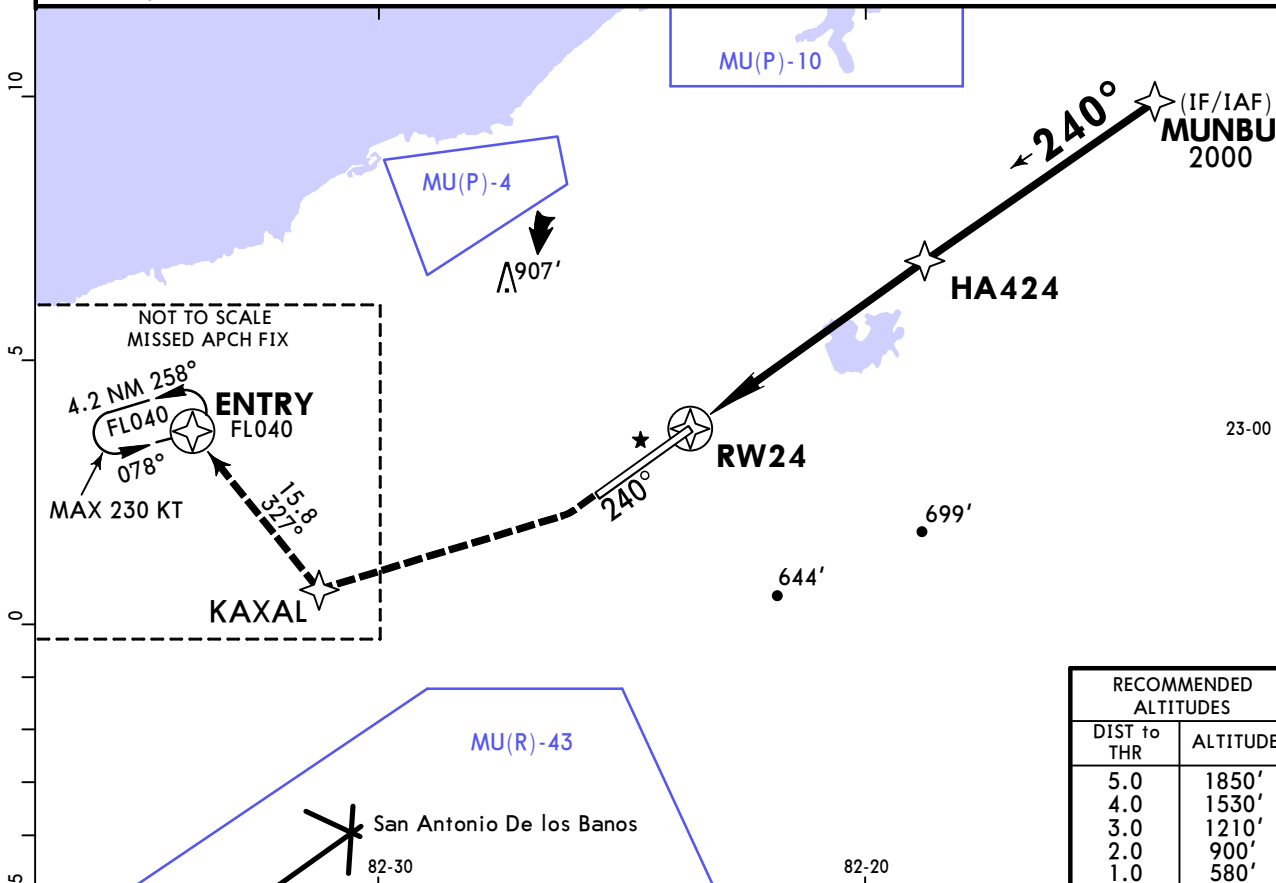 10
MU(P)-10
240°
(IF/IAF)
MUNBU
2000
MU(P)-4
907'
HA424
NOT TO SCALE
MISSED APCH FIX
5
4.2 NM 258°
ENTRY
FL040
FL040
078°
MAX 230 KT
15.8
327°
RW24
23-00
240°
699'
644'
KAXAL
0
RECOMMENDED
ALTITUDES
DIST to
THR
ALTITUDE
5.0 1850'
4.0 1530'
3.0 1210'
2.0 900'
1.0 580'
MU(R)-43
San Antonio De los Banos
82-30
82-20
5